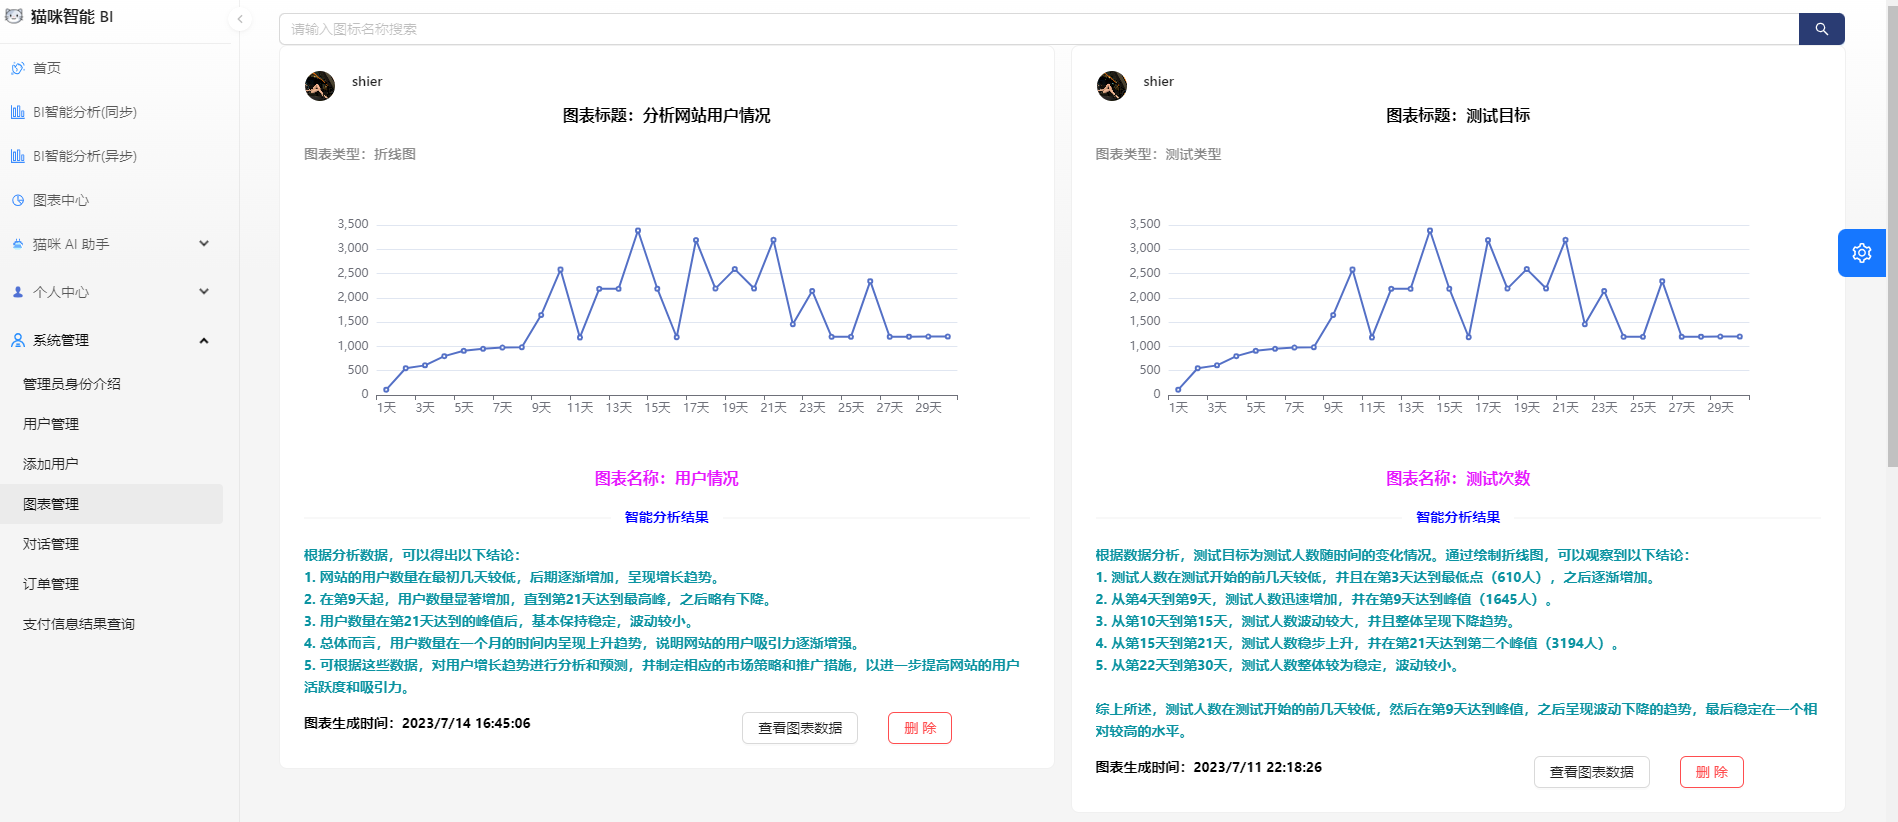 猫咪智能 BI
首页
BI智能分析(同步)
BI智能分析(异步)
图表中心
猫咪 AI 助手
个人中心
系统管理
管理员身份介绍
用户管理
添加用户
图表管理
对话管理
订单管理
支付信息结果查询
请输入图标名称搜索
shier
图表标题：分析网站用户情况
图表类型：折线图
3,500
3,000
2,500
2,000
1,500
1,000
500
0
1天 3天 5天 7天 9天 11天 13天 15天 17天 19天 21天 23天 25天 27天 29天
图表名称：用户情况
智能分析结果
根据分析数据，可以得出以下结论：
1. 网站的用户数量在最初几天较低，后期逐渐增加，呈现增长趋势。
2. 在第9天起，用户数量显著增加，直到第21天达到最高峰，之后略有下降。
3. 用户数量在第21天达到的峰值后，基本保持稳定，波动较小。
4. 总体而言，用户数量在一个月的时间内呈现上升趋势，说明网站的用户吸引力逐渐增强。
5. 可根据这些数据，对用户增长趋势进行分析和预测，并制定相应的市场策略和推广措施，以进一步提高网站的用户
活跃度和吸引力。
图表生成时间：2023/7/14 16:45:06
查看图表数据
删 除
shier
图表标题：测试目标
图表类型：测试类型
3,500
3,000
2,500
2,000
1,500
1,000
500
0
1天 3天 5天 7天 9天 11天 13天 15天 17天 19天 21天 23天 25天 27天 29天
图表名称：测试次数
智能分析结果
根据数据分析，测试目标为测试人数随时间的变化情况。通过绘制折线图，可以观察到以下结论：
1. 测试人数在测试开始的前几天较低，并且在第3天达到最低点（610人），之后逐渐增加。
2. 从第4天到第9天，测试人数迅速增加，并在第9天达到峰值（1645人）。
3. 从第10天到第15天，测试人数波动较大，并且整体呈现下降趋势。
4. 从第15天到第21天，测试人数稳步上升，并在第21天达到第二个峰值（3194人）。
5. 从第22天到第30天，测试人数整体较为稳定，波动较小。
综上所述，测试人数在测试开始的前几天较低，然后在第9天达到峰值，之后呈现波动下降的趋势，最后稳定在一个相
对较高的水平。
图表生成时间：2023/7/11 22:18:26
查看图表数据
删 除